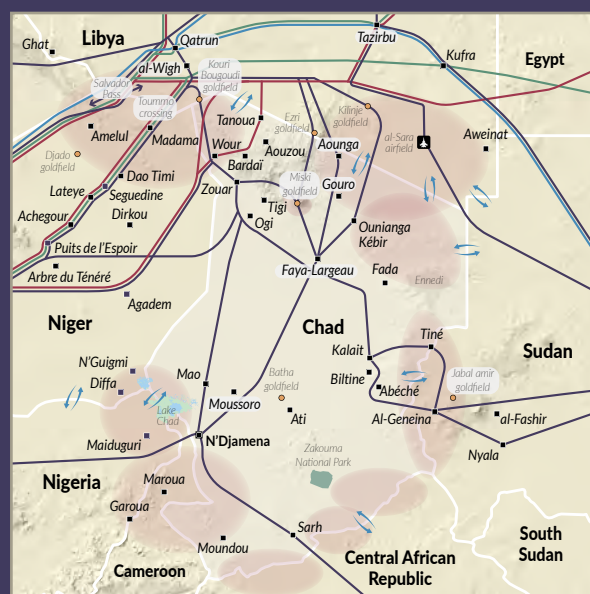 Libya
Ghat
Qatrun
Tazirbu
Kufra
Egypt
al-Wigh
Kouri
Bougoudi
goldfield
Salvador
Pass
Toummo
crossing
Tanoua
Ezri
goldfield
Kilinje
goldfield
al-Sara
airfield
Aweinat
Amelul
Madama
Wour
Aouzou
Aounga
Djado
goldfield
Bardaï
Dao Timi
Zouar
Miski
goldfield
Gouro
Lateye
Seguedine
Tigi
Achegour
Dirkou
Ogi
Ounianga
Kébir
Puits de l’Espoir
Arbre du Ténéré
Faya-Largeau
Fada
Ennedi
Agadem
Niger
Chad
Tiné
Kalait
Sudan
N’Guigmi
Mao
Biltine
Diffa
Batha
goldfield
Abéché
Jabal amir
goldfield
Lake
Chad
Moussoro
Ati
Al-Geneina
al-Fashir
Maiduguri
N’Djamena
Nyala
Zakouma
National Park
Nigeria
Maroua
Garoua
Sarh
Moundou
South
Sudan
Cameroon
Central African
Republic